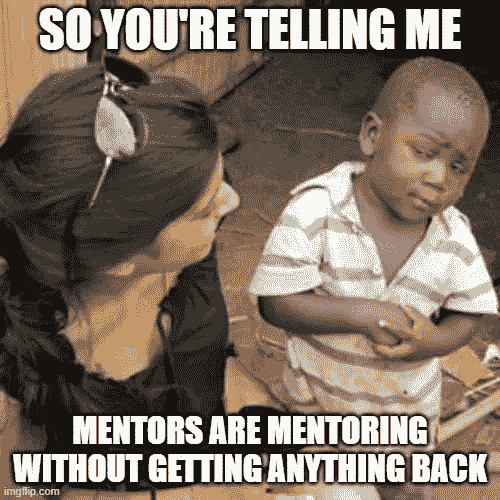 SO YOU'RE TELLING ME
MENTORS ARE MENTORING
WITHOUT GETTING ANYTHING BACK
imgflip.com